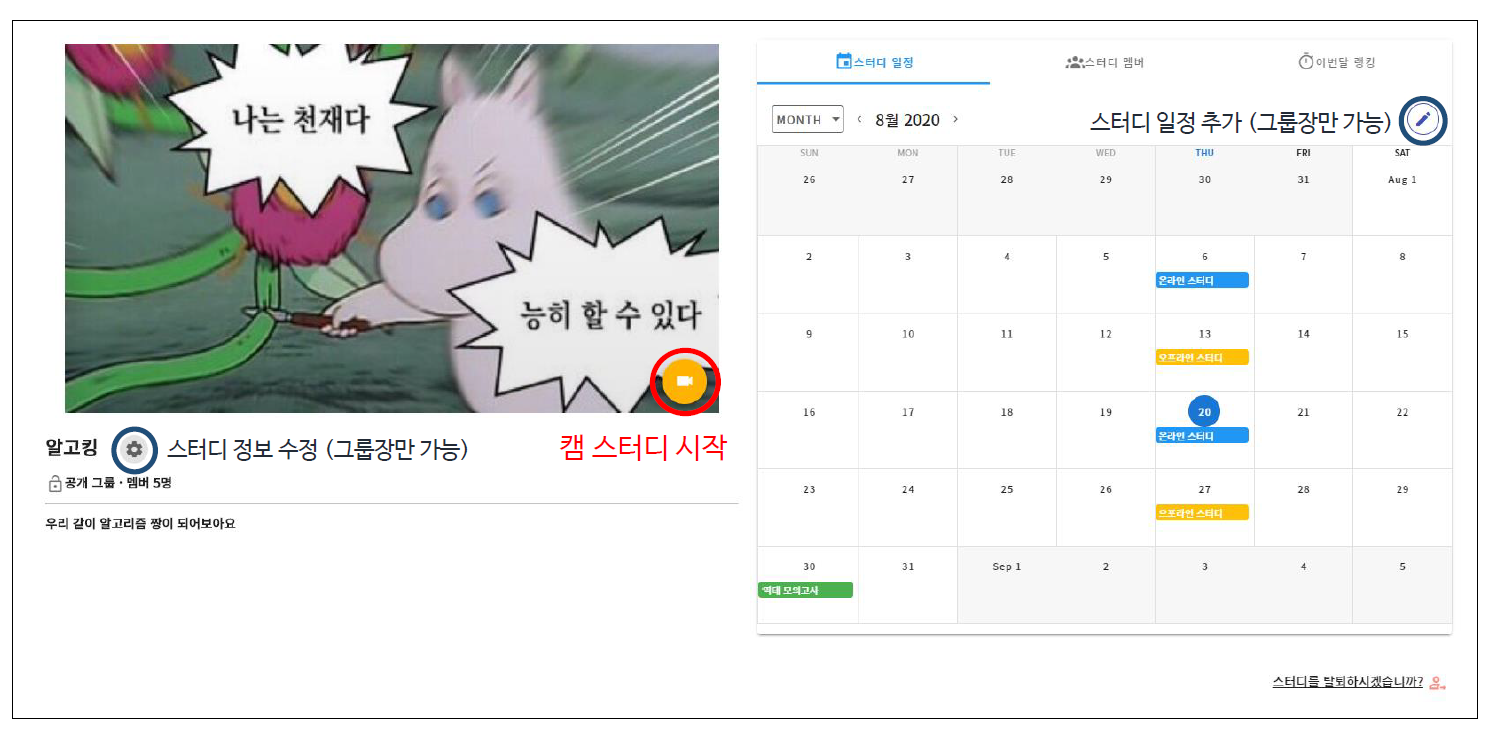 나는 천재다
능히 할 수 있다
알고킹
스터디 정보 수정 (그룹장만 가능)
캠 스터디 시작
공개 그룹 · 멤버 5명
우리 같이 알고리즘 짱이 되어보아요
스터디 일정
스터디 멤버
이번달 랭킹
MONTH
8월 2020
스터디 일정 추가 (그룹장만 가능)
SUN MON TUE WED THU FRI SAT
26 27 28 29 30 31 Aug 1
2 3 4 5 6 7 8
온라인 스터디
9 10 11 12 13 14 15
오프라인 스터디
16 17 18 19 20 21 22
온라인 스터디
23 24 25 26 27 28 29
오프라인 스터디
30 31 Sep 1 2 3 4 5
역대 모의고사
스터디를 탈퇴하시겠습니까?